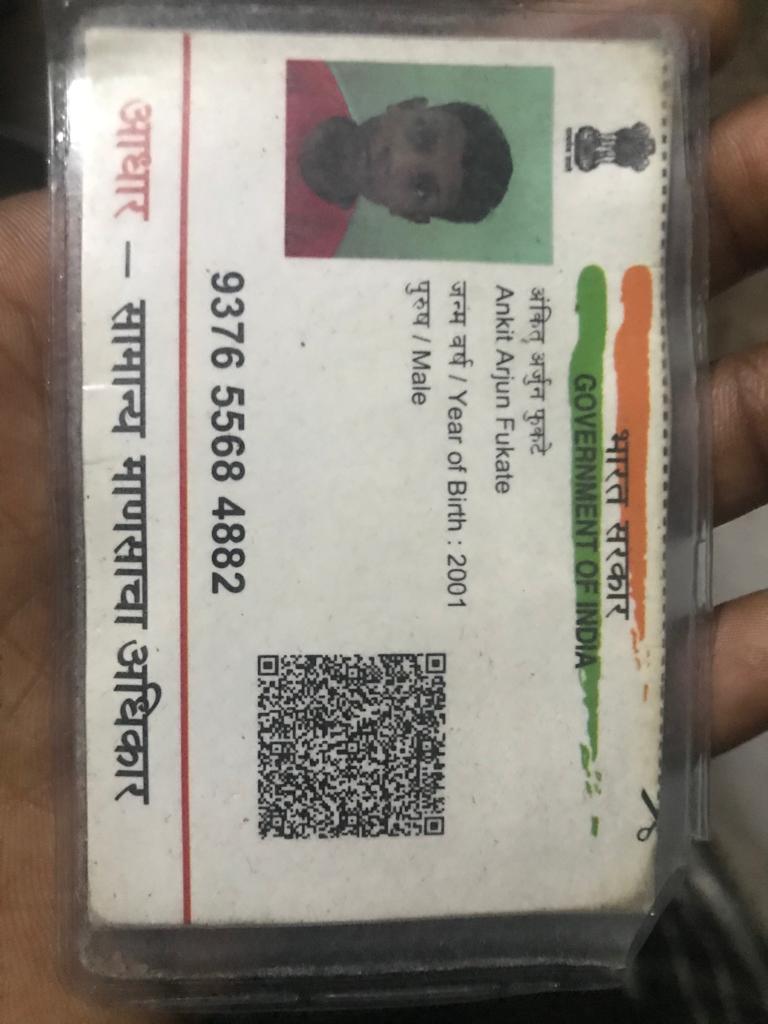 भारत सरकार
GOVERNMENT OF INDIA
अंकित अर्जुन फुकटे
Ankit Arjun Fukate
जन्म वर्ष / Year of Birth : 2001
पुरुष / Male
9376 5568 4882
आधार – सामान्य माणसाचा अधिकार